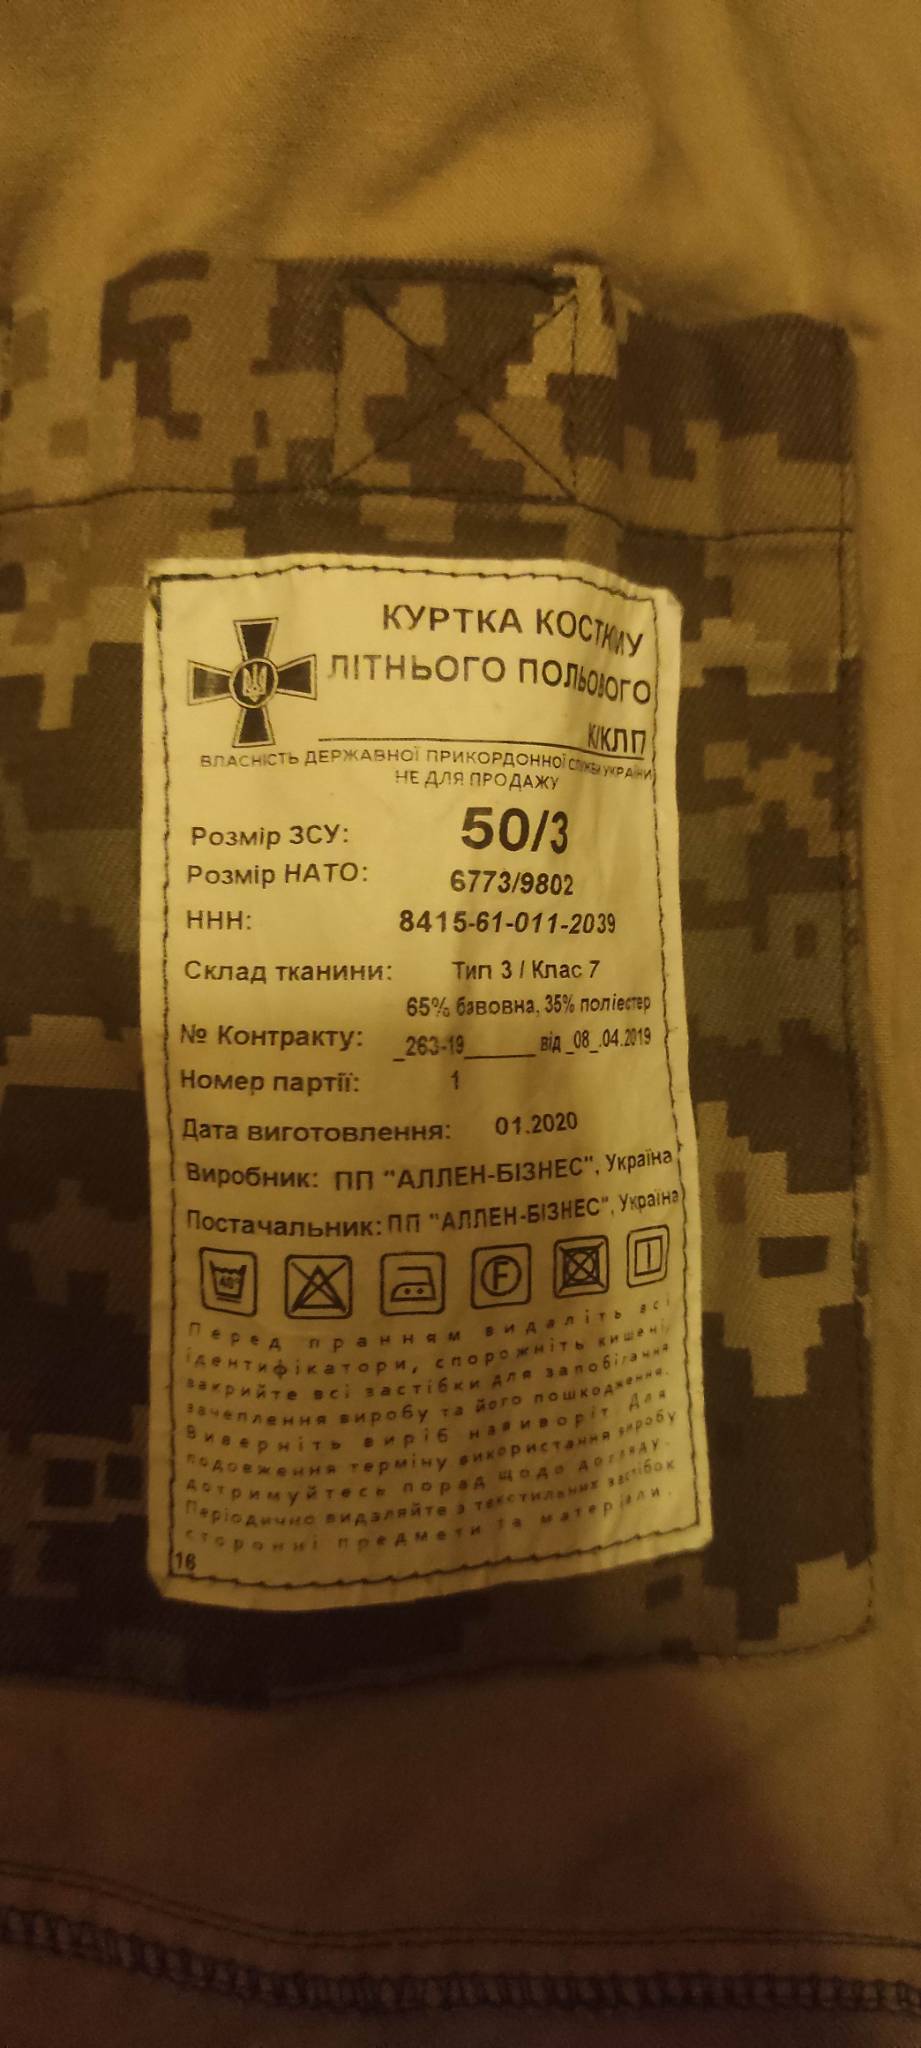 КУРТКА КОСТЮМУ
ЛІТНЬОГО ПОЛЬОВОГО
К/КЛП
ВЛАСНІСТЬ ДЕРЖАВНОЇ ПРИКОРДОННОЇ СЛУЖБИ УКРАЇНИ
НЕ ДЛЯ ПРОДАЖУ
Розмір ЗСУ: 50/3
Розмір НАТО: 6773/9802
ННН: 8415-61-011-2039
Склад тканини: Тип 3 / Клас 7
65% бавовна, 35% поліестер
№ Контракту: _263-19______ від _08_.04.2019
Номер партії: 1
Дата виготовлення: 01.2020
Виробник: ПП "АЛЛЕН-БІЗНЕС", Україна
Постачальник: ПП "АЛЛЕН-БІЗНЕС", Україна
40° F
Перед пранням видаліть всі
ідентифікатори, спорожніть кишені,
закрийте всі застібки для запобігання
зачеплення виробу та його пошкодження.
Виверніть виріб навиворіт. Для
подовження терміну використання виробу
дотримуйтесь порад щодо догляду.
Періодично видаляйте з текстильних застібок
сторонні предмети та матеріали.
16